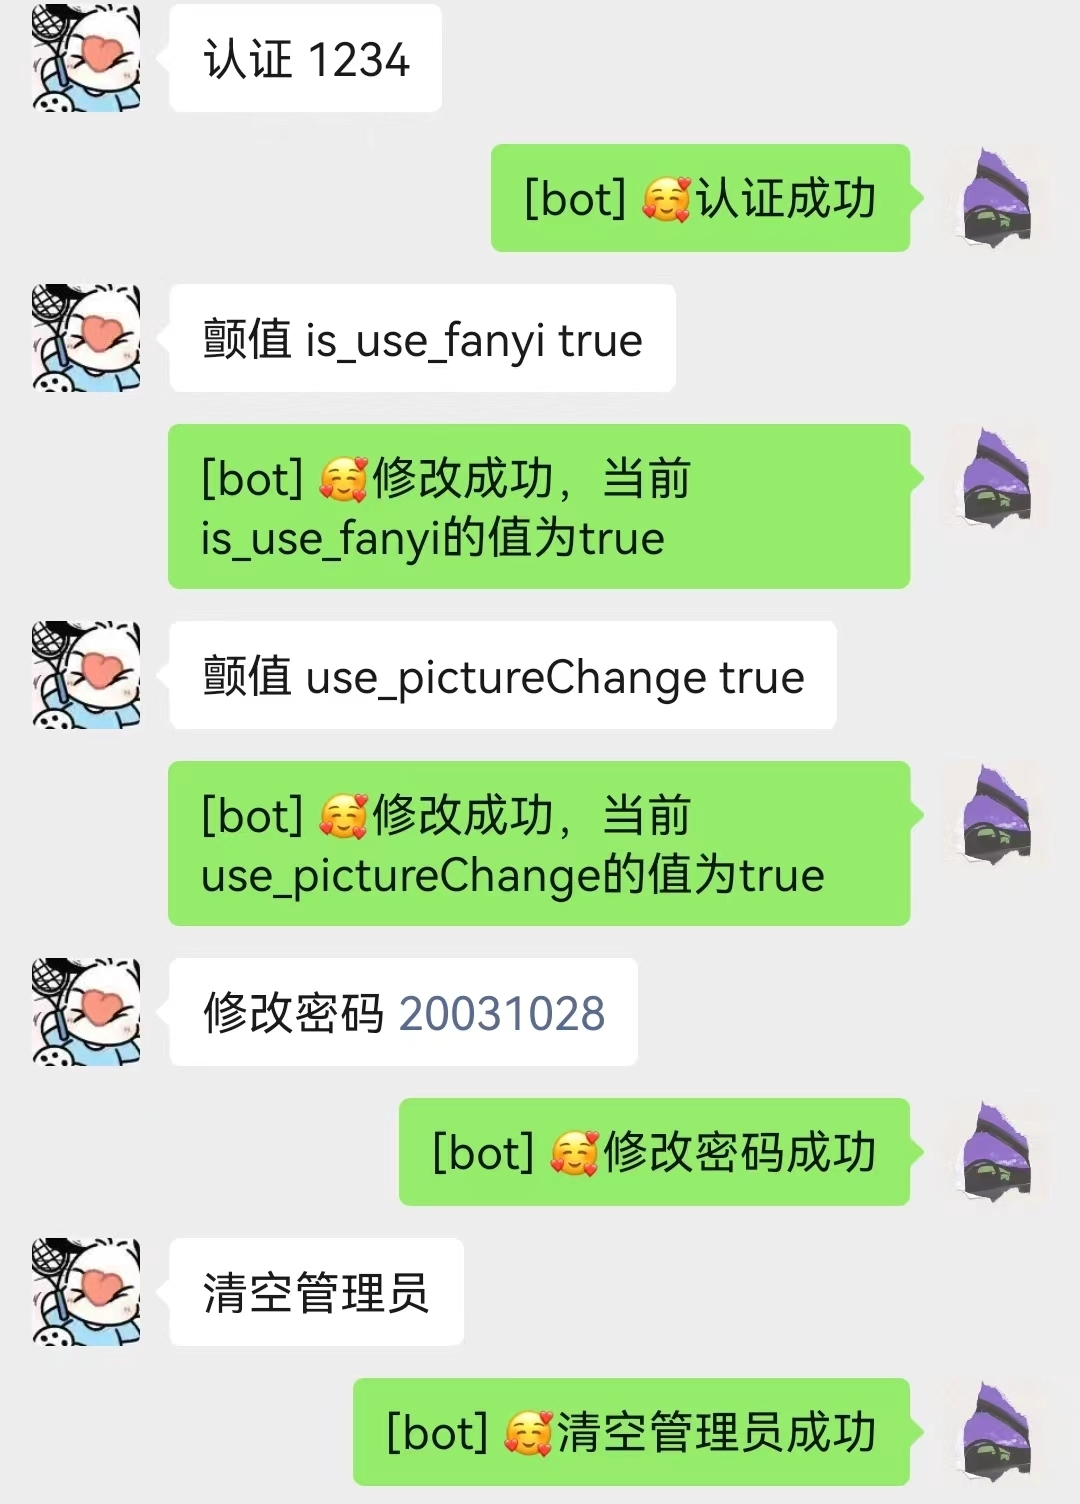 认证 1234
[bot] 🥰认证成功
颤值 is_use_fanyi true
[bot] 🥰修改成功，当前
is_use_fanyi的值为true
颤值 use_pictureChange true
[bot] 🥰修改成功，当前
use_pictureChange的值为true
修改密码 20031028
[bot] 🥰修改密码成功
清空管理员
[bot] 🥰清空管理员成功